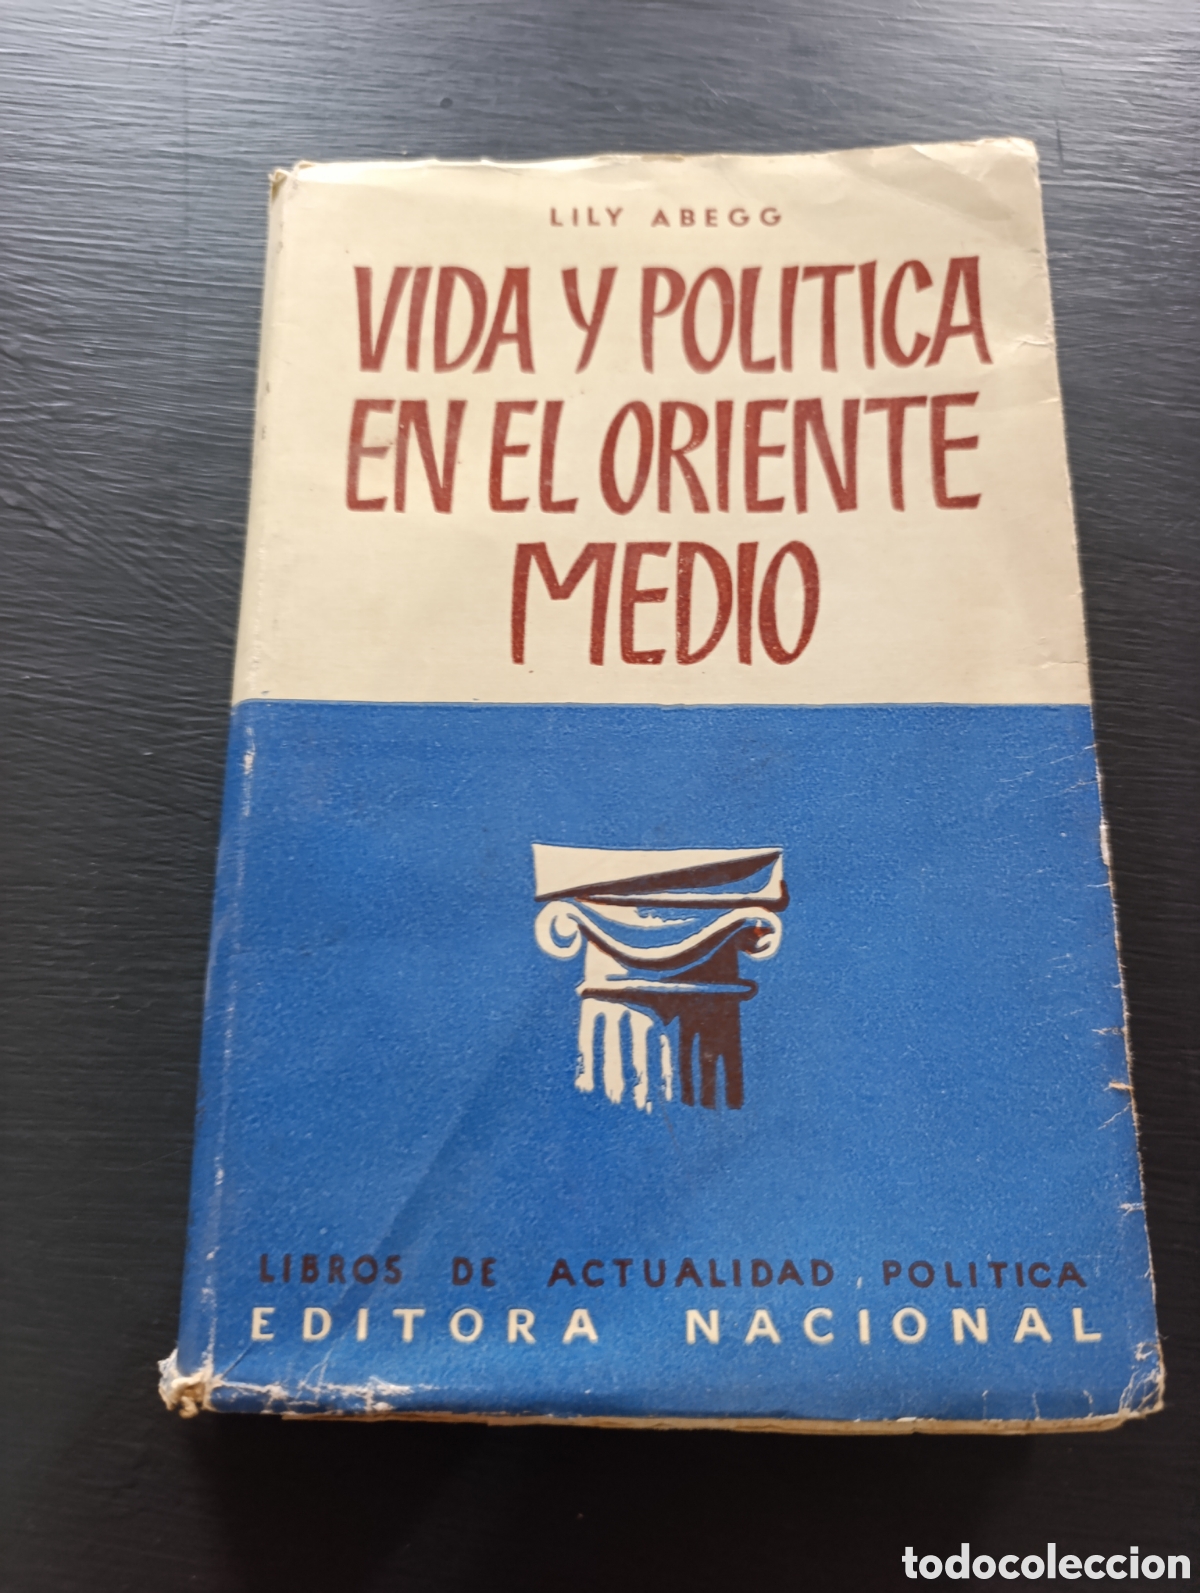 LILY ABEGG
VIDA Y POLITICA
EN EL ORIENTE
MEDIO
LIBROS DE ACTUALIDAD POLITICA
EDITORA NACIONAL
todocoleccion